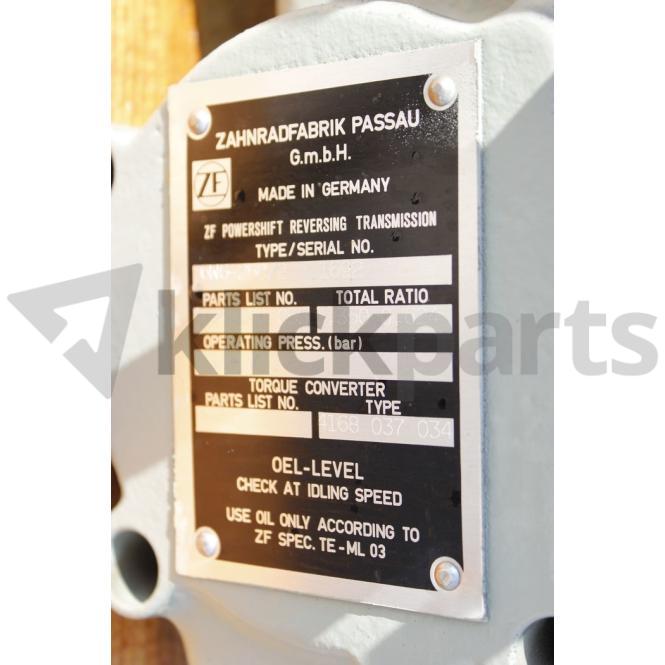 ZAHNRADFABRIK PASSAU
G.m.b.H.
ZF
MADE IN GERMANY
ZF POWERSHIFT REVERSING TRANSMISSION
TYPE/SERIAL NO.
PARTS LIST NO. TOTAL RATIO
OPERATING PRESS. (bar)
TORQUE CONVERTER
PARTS LIST NO. TYPE
4168 037 034
OEL-LEVEL
CHECK AT IDLING SPEED
USE OIL ONLY ACCORDING TO
ZF SPEC. TE-ML 03
klickparts